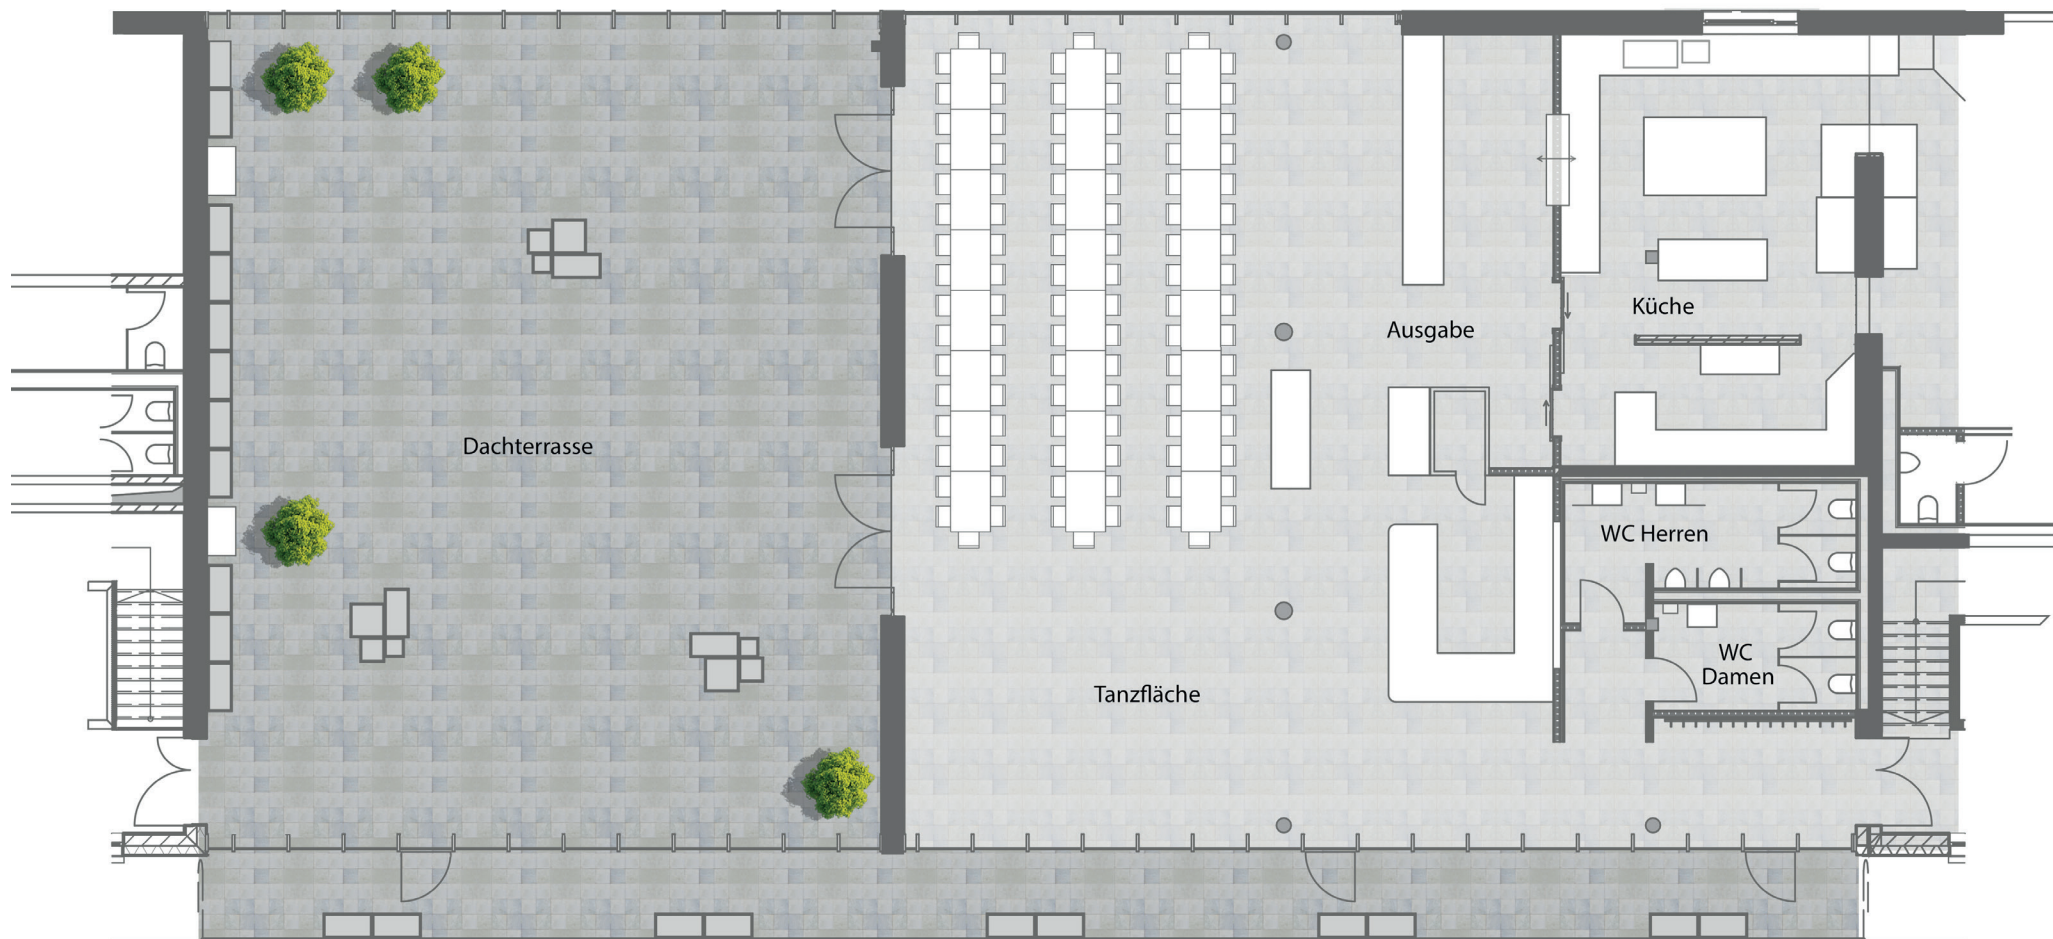 Küche
Ausgabe
Dachterrasse
WC Herren
WC
Damen
Tanzfläche